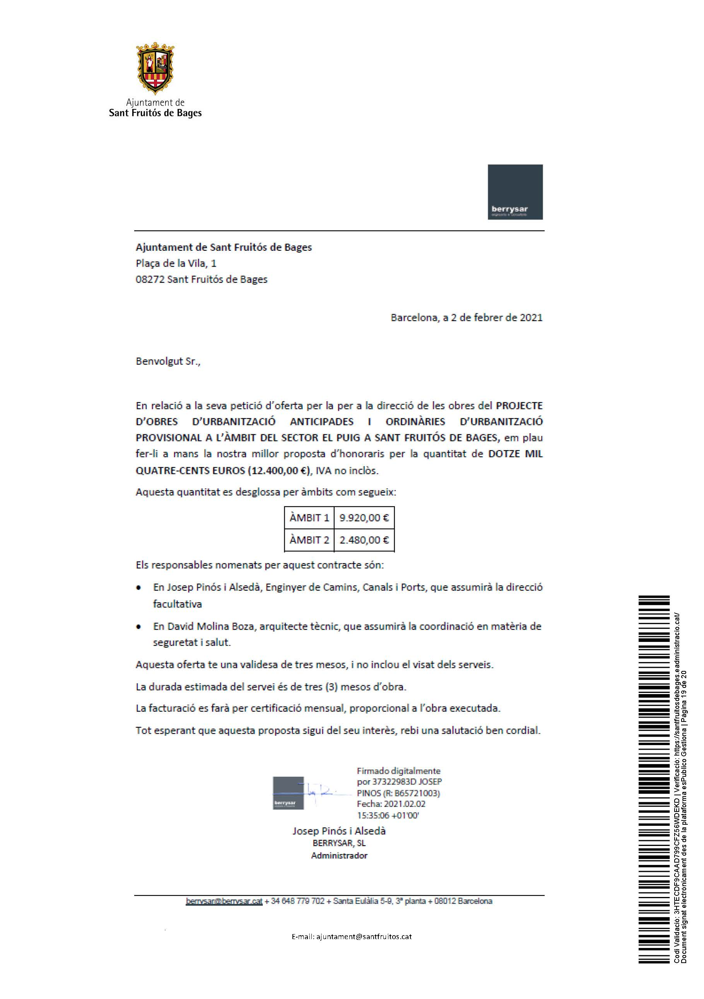 Ajuntament de
Sant Fruitós de Bages
berrysar
Ajuntament de Sant Fruitós de Bages
Plaça de la Vila, 1
08272 Sant Fruitós de Bages
Barcelona, a 2 de febrer de 2021
Benvolgut Sr.,
En relació a la seva petició d'oferta per la per a la direcció de les obres del PROJECTE
D'OBRES D'URBANITZACIÓ ANTICIPADES I ORDINÀRIES D'URBANITZACIÓ
PROVISIONAL A L'ÀMBIT DEL SECTOR EL PUIG A SANT FRUITÓS DE BAGES, em plau
fer-li a mans la nostra millor proposta d'honoraris per la quantitat de DOTZE MIL
QUATRE-CENTS EUROS (12.400,00 €), IVA no inclòs.
Aquesta quantitat es desglossa per àmbits com segueix:
ÀMBIT 1 9.920,00 €
ÀMBIT 2 2.480,00 €
Els responsables nomenats per aquest contracte són:
• En Josep Pinós i Alsedà, Enginyer de Camins, Canals i Ports, que assumirà la direcció
facultativa
• En David Molina Boza, arquitecte tècnic, que assumirà la coordinació en matèria de
seguretat i salut.
Aquesta oferta te una validesa de tres mesos, i no inclou el visat dels serveis.
La durada estimada del servei és de tres (3) mesos d'obra.
La facturació es farà per certificació mensual, proporcional a l'obra executada.
Tot esperant que aquesta proposta sigui del seu interès, rebi una salutació ben cordial.
berrysar
Firmado digitalmente
por 37322983D JOSEP
PINOS (R: B65721003)
Fecha: 2021.02.02
15:35:06 +01'00'
Josep Pinós i Alsedà
BERRYSAR, SL
Administrador
berrysar@berrysar.cat + 34 648 779 702 + Santa Eulàlia 5-9, 3ª planta + 08012 Barcelona
E-mail: ajuntament@santfruitos.cat
Codi Validació: 3HTECDF9CAAD799CFZ56WDEKD | Verificació: https://santfruitosdebages.eadministracio.cat/
Document signat electrònicament des de la plataforma esPublico Gestiona | Pàgina 19 de 20